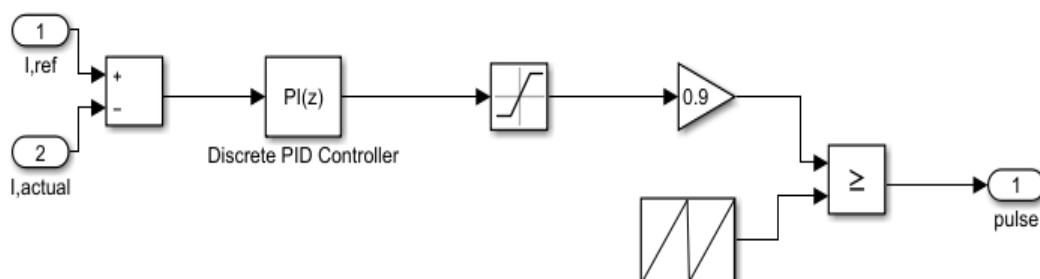 1
I,ref
+
−
2
I,actual
PI(z)
Discrete PID Controller
0.9
≥
1
pulse